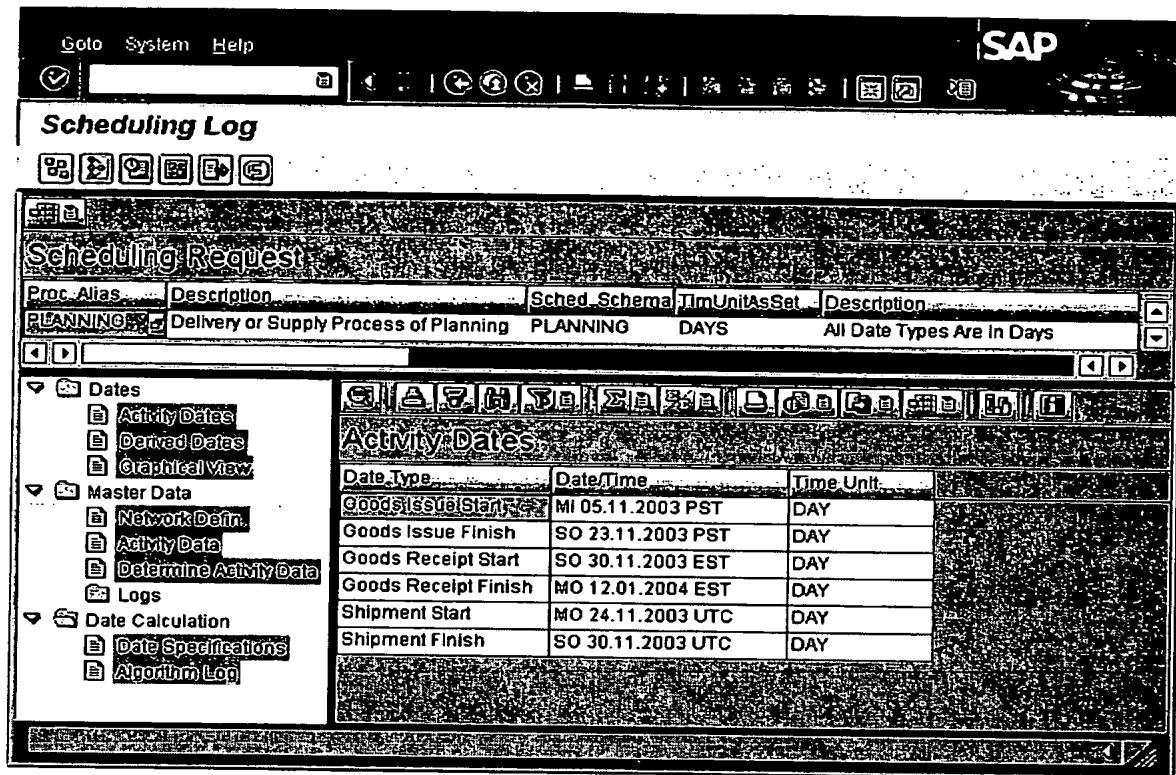 Goto System Help
SAP
Scheduling Log
Scheduling Request
Proc. Alias Description Sched. Schema TimUnitAsSet Description
PLANNING Delivery or Supply Process of Planning PLANNING DAYS All Date Types Are In Days
Dates
Activity Dates
Derived Dates
Graphical View
Master Data
Network Defin.
Activity Data
Determine Activity Data
Logs
Date Calculation
Date Specifications
Algorithm Log
Activity Dates
Date Type Date/Time Time Unit
Goods Issue Start MI 05.11.2003 PST DAY
Goods Issue Finish SO 23.11.2003 PST DAY
Goods Receipt Start SO 30.11.2003 EST DAY
Goods Receipt Finish MO 12.01.2004 EST DAY
Shipment Start MO 24.11.2003 UTC DAY
Shipment Finish SO 30.11.2003 UTC DAY